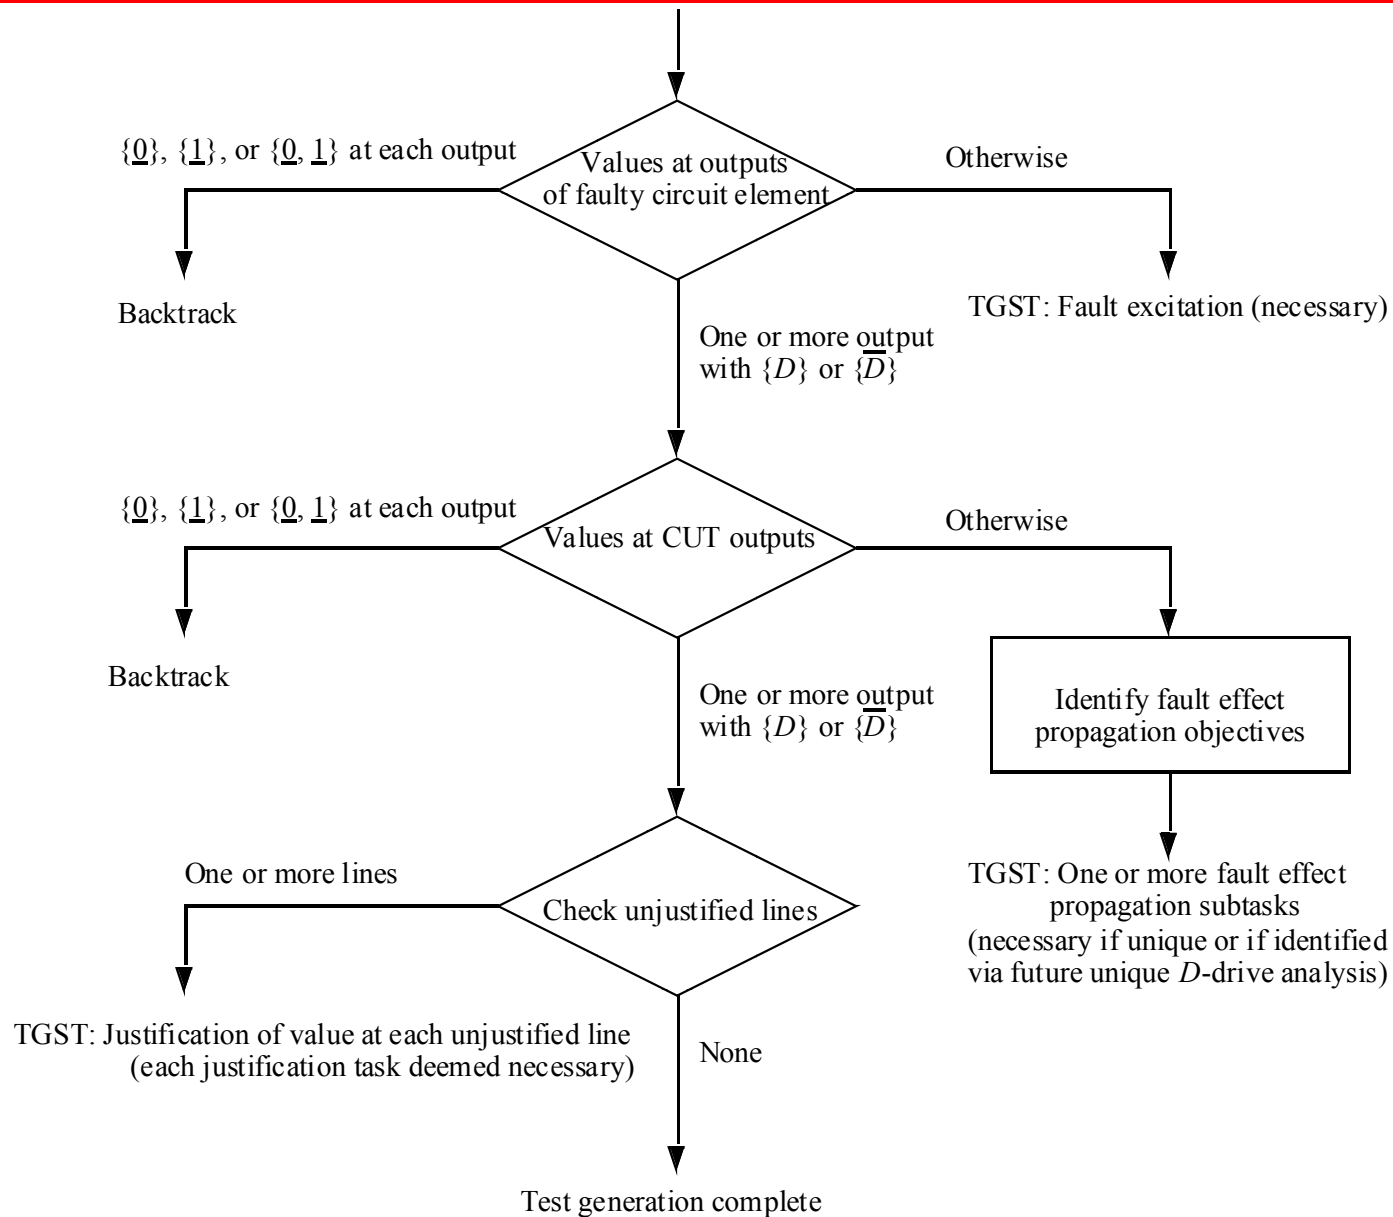 {0}, {1}, or {0, 1} at each output
Values at outputs
of faulty circuit element
Otherwise
Backtrack
TGST: Fault excitation (necessary)
One or more output
with {D} or {D̅}
{0}, {1}, or {0, 1} at each output
Values at CUT outputs
Otherwise
Backtrack
One or more output
with {D} or {D̅}
Identify fault effect
propagation objectives
One or more lines
Check unjustified lines
TGST: One or more fault effect
propagation subtasks
(necessary if unique or if identified
via future unique D-drive analysis)
TGST: Justification of value at each unjustified line
(each justification task deemed necessary)
None
Test generation complete